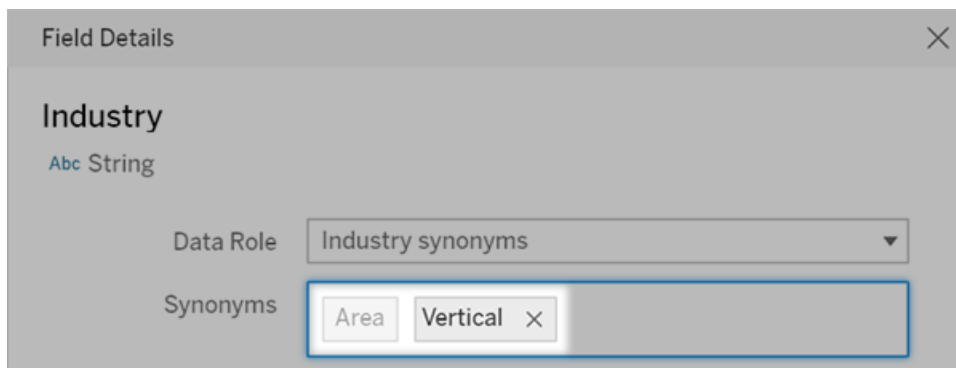 Field Details
Industry
Abc String
Data Role Industry synonyms
Synonyms Area Vertical